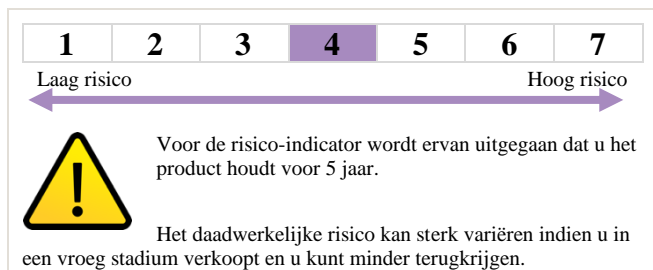 1 2 3 4 5 6 7
Laag risico Hoog risico
Voor de risico-indicator wordt ervan uitgegaan dat u het
product houdt voor 5 jaar.
Het daadwerkelijke risico kan sterk variëren indien u in
een vroeg stadium verkoopt en u kunt minder terugkrijgen.